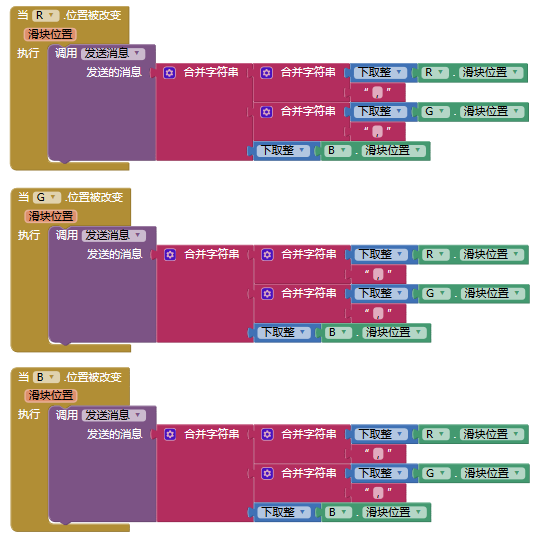 当 R .位置被改变
滑块位置
执行 调用 发送消息
发送的消息 合并字符串 合并字符串 下取整 R . 滑块位置
“ , ”
合并字符串 下取整 G . 滑块位置
“ , ”
下取整 B . 滑块位置
当 G .位置被改变
滑块位置
执行 调用 发送消息
发送的消息 合并字符串 合并字符串 下取整 R . 滑块位置
“ , ”
合并字符串 下取整 G . 滑块位置
“ , ”
下取整 B . 滑块位置
当 B .位置被改变
滑块位置
执行 调用 发送消息
发送的消息 合并字符串 合并字符串 下取整 R . 滑块位置
“ , ”
合并字符串 下取整 G . 滑块位置
“ , ”
下取整 B . 滑块位置